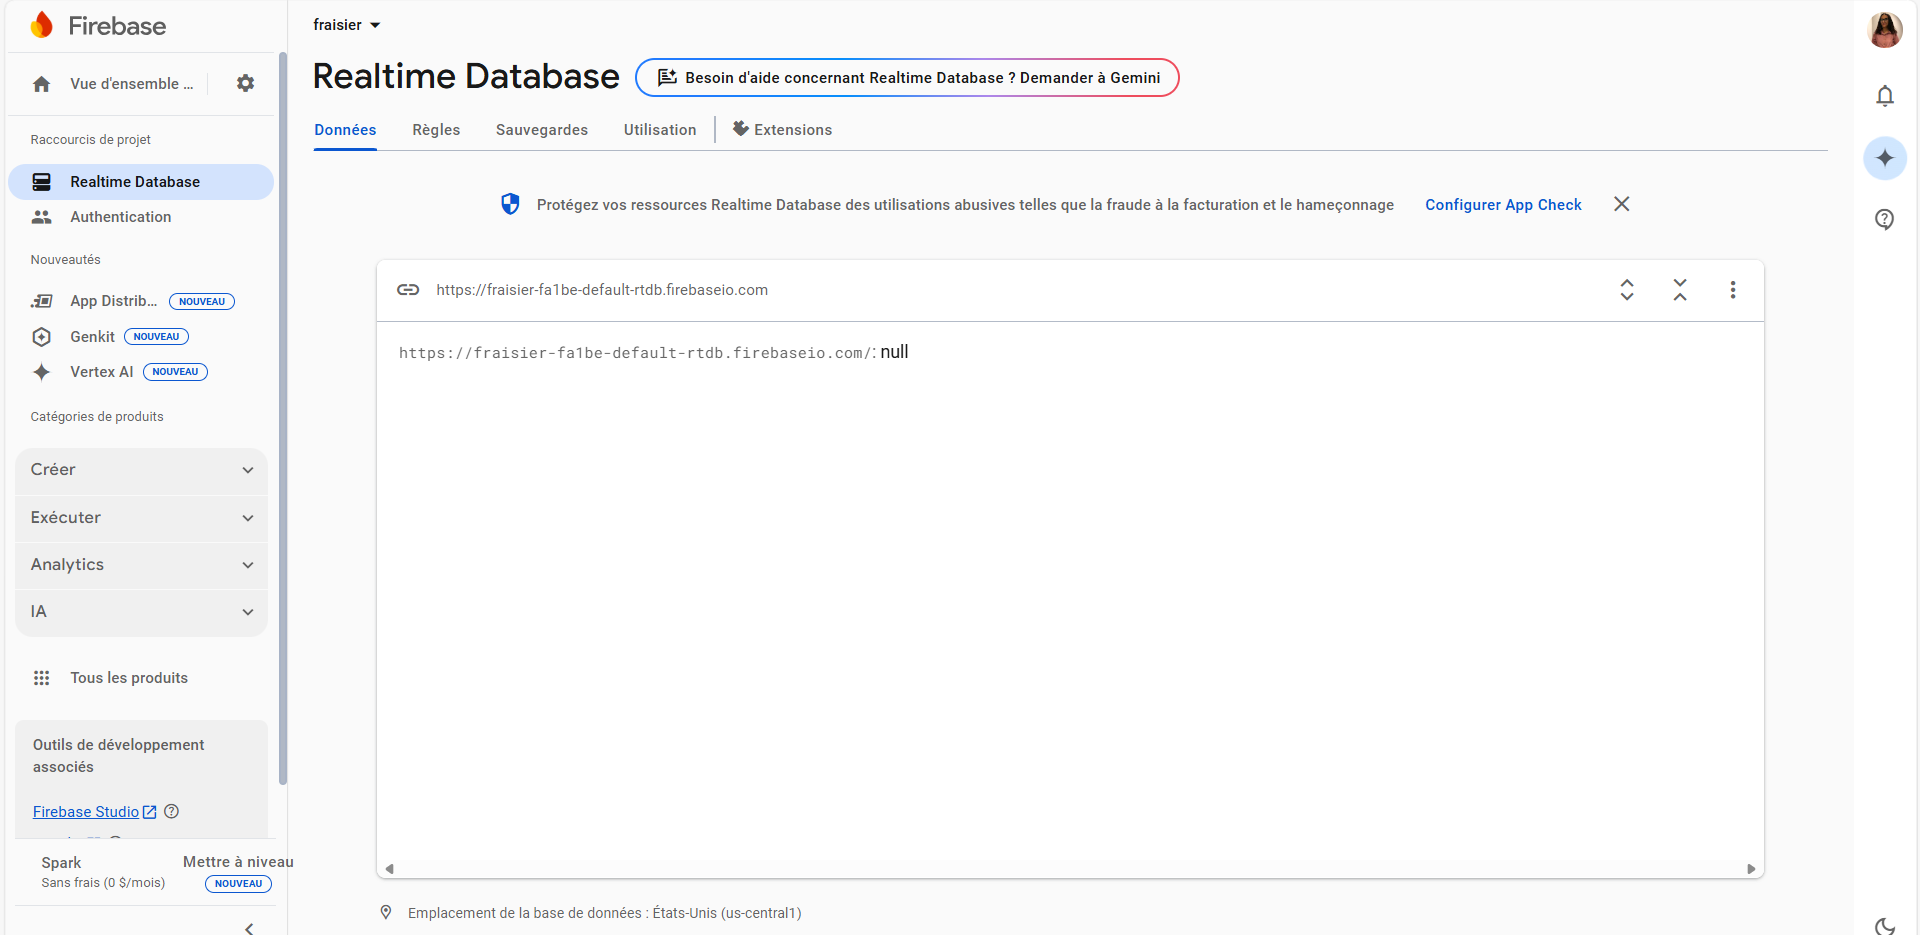 Firebase
Vue d'ensemble ...
Raccourcis de projet
Realtime Database
Authentication
Nouveautés
App Distrib... NOUVEAU
Genkit NOUVEAU
Vertex AI NOUVEAU
Catégories de produits
Créer
Exécuter
Analytics
IA
Tous les produits
Outils de développement
associés
Firebase Studio
Spark
Sans frais (0 $/mois)
Mettre à niveau
NOUVEAU
fraisier
Realtime Database
Besoin d'aide concernant Realtime Database ? Demander à Gemini
Données Règles Sauvegardes Utilisation Extensions
Protégez vos ressources Realtime Database des utilisations abusives telles que la fraude à la facturation et le hameçonnage Configurer App Check
https://fraisier-fa1be-default-rtdb.firebaseio.com
https://fraisier-fa1be-default-rtdb.firebaseio.com/: null
Emplacement de la base de données : États-Unis (us-central1)